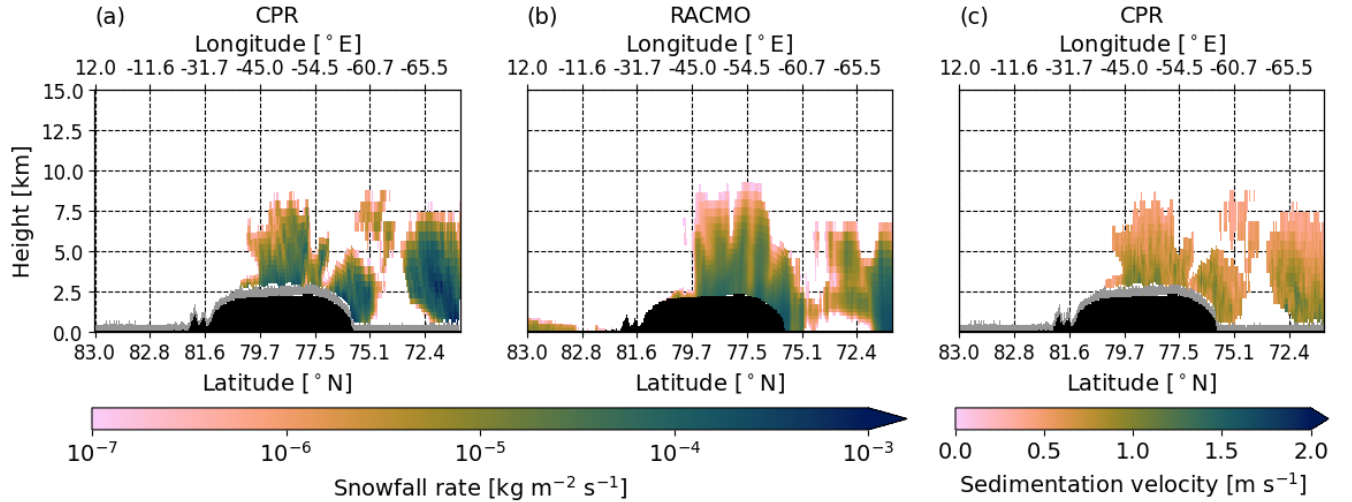 (a) CPR
Longitude [°E]
12.0 -11.6 -31.7 -45.0 -54.5 -60.7 -65.5
15.0
12.5
10.0
7.5
5.0
2.5
0.0
Height [km]
83.0 82.8 81.6 79.7 77.5 75.1 72.4
Latitude [°N]
(b) RACMO
Longitude [°E]
12.0 -11.6 -31.7 -45.0 -54.5 -60.7 -65.5
83.0 82.8 81.6 79.7 77.5 75.1 72.4
Latitude [°N]
(c) CPR
Longitude [°E]
12.0 -11.6 -31.7 -45.0 -54.5 -60.7 -65.5
83.0 82.8 81.6 79.7 77.5 75.1 72.4
Latitude [°N]
10⁻⁷ 10⁻⁶ 10⁻⁵ 10⁻⁴ 10⁻³
Snowfall rate [kg m⁻² s⁻¹]
0.0 0.5 1.0 1.5 2.0
Sedimentation velocity [m s⁻¹]